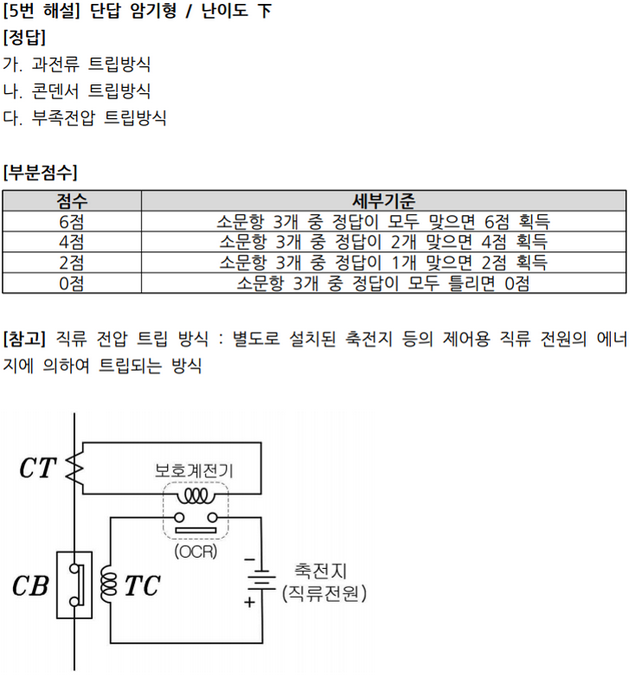 [5번 해설] 단답 암기형 / 난이도 下
[정답]
가. 과전류 트립방식
나. 콘덴서 트립방식
다. 부족전압 트립방식
[부분점수]
점수 세부기준
6점 소문항 3개 중 정답이 모두 맞으면 6점 획득
4점 소문항 3개 중 정답이 2개 맞으면 4점 획득
2점 소문항 3개 중 정답이 1개 맞으면 2점 획득
0점 소문항 3개 중 정답이 모두 틀리면 0점
[참고] 직류 전압 트립 방식 : 별도로 설치된 축전지 등의 제어용 직류 전원의 에너
지에 의하여 트립되는 방식
CT
보호계전기
(OCR)
CB
TC
−
+
축전지
(직류전원)